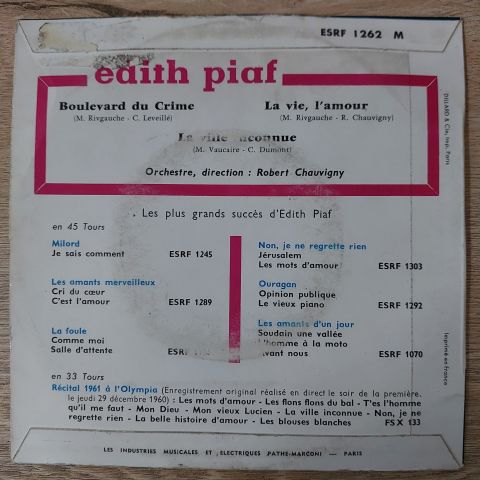 ESRF 1262 M
édith piaf
Boulevard du Crime
(M. Rivgauche - C. Leveillé)
La vie, l'amour
(M. Rivgauche - R. Chauvigny)
La ville inconnue
(M. Vaucaire - C. Dumont)
Orchestre, direction : Robert Chauvigny
Les plus grands succès d'Edith Piaf
en 45 Tours
Milord
Je sais comment ESRF 1245
Les amants merveilleux
Cri du cœur
C'est l'amour ESRF 1289
La foule
Comme moi
Salle d'attente ESRF
Non, je ne regrette rien
Jérusalem
Les mots d'amour ESRF 1303
Ouragan
Opinion publique
Le vieux piano ESRF 1292
Les amants d'un jour
Soudain une vallée
L'homme à la moto
Avant nous ESRF 1070
en 33 Tours
Récital 1961 à l'Olympia (Enregistrement original réalisé en direct le soir de la première,
le jeudi 29 décembre 1960) : Les mots d'amour - Les flons flons du bal - T'es l'homme
qu'il me faut - Mon Dieu - Mon vieux Lucien - La ville inconnue - Non, je ne
regrette rien - La belle histoire d'amour - Les blouses blanches FSX 133
LES INDUSTRIES MUSICALES ET ELECTRIQUES PATHE-MARCONI — PARIS
DILLARD & Cie, Imp. Paris
Imprimé en France